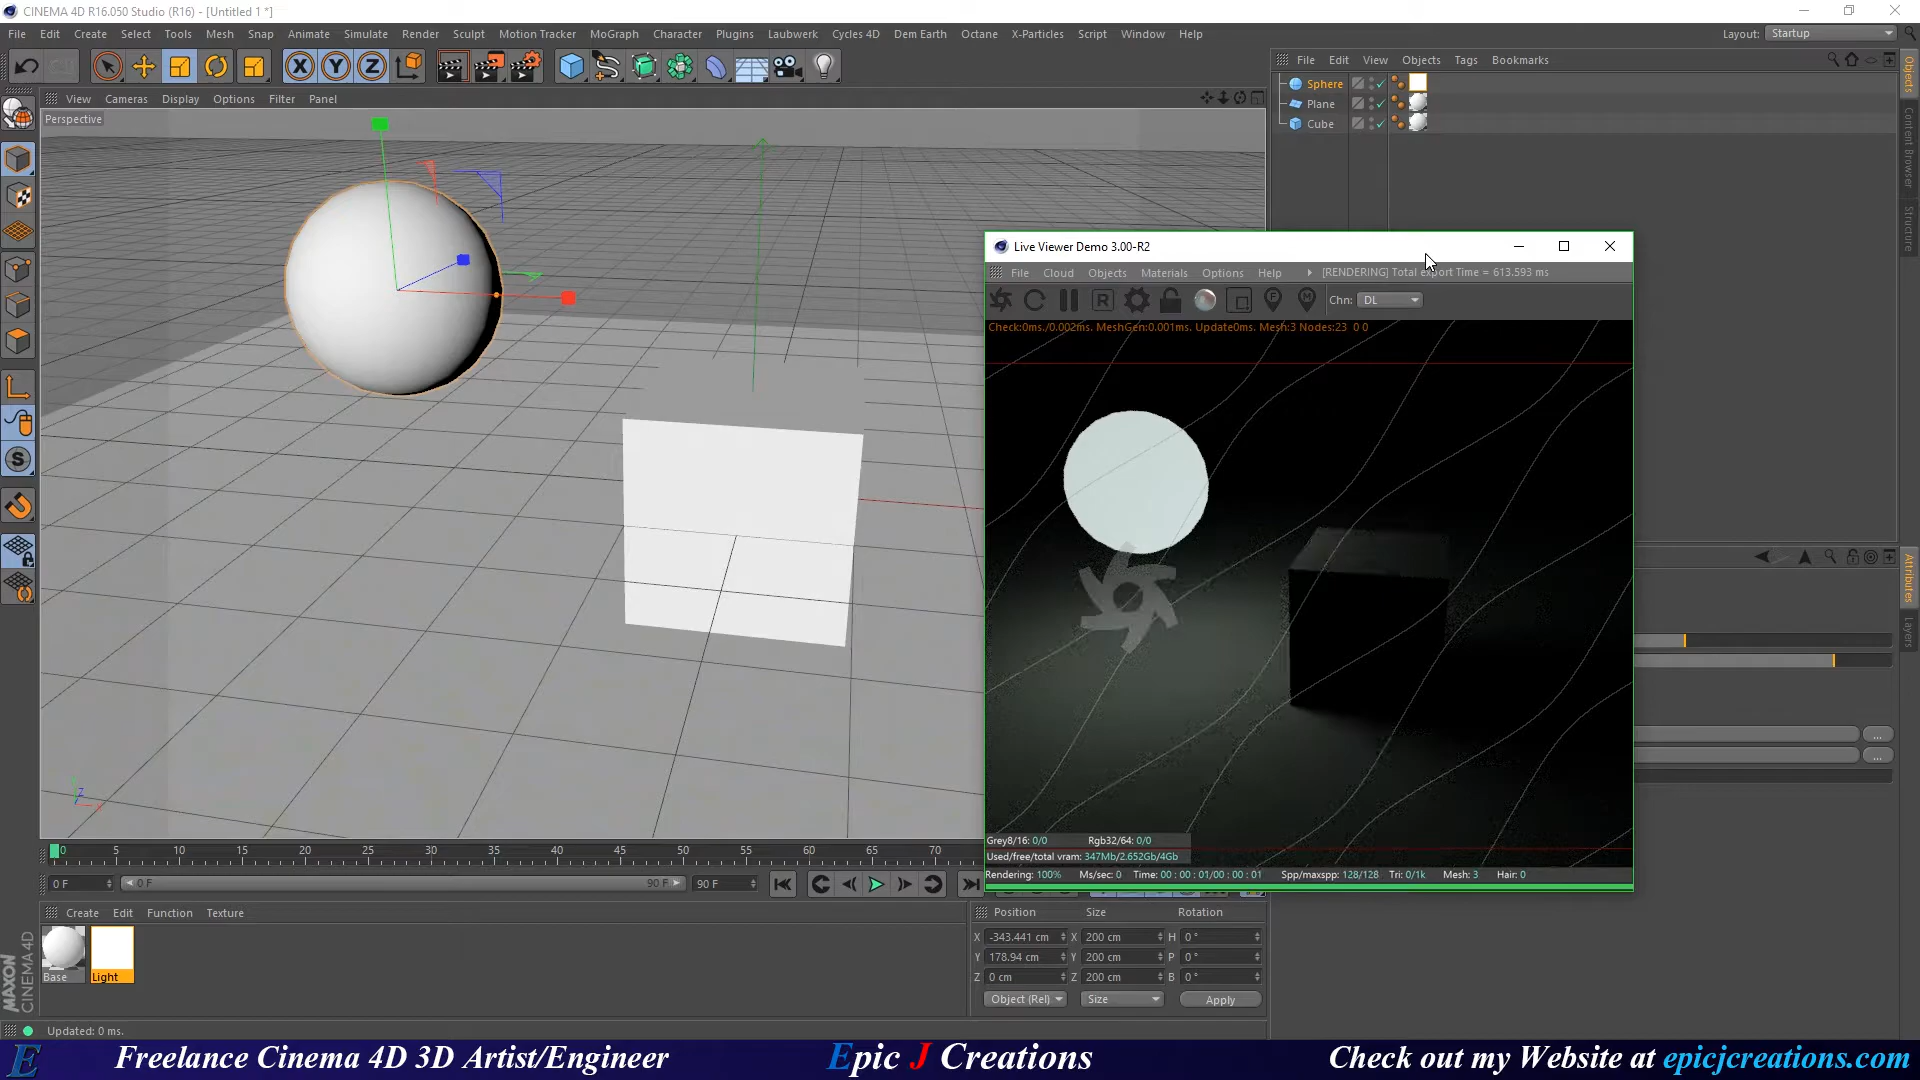 CINEMA 4D R16.050 Studio (R16) - [Untitled 1 *]
File Edit Create Select Tools Mesh Snap Animate Simulate Render Sculpt Motion Tracker MoGraph Character Plugins Laubwerk Cycles 4D Dem Earth Octane X-Particles Script Window Help
Layout: Startup
X Y Z
File Edit View Objects Tags Bookmarks
Sphere
Plane
Cube
Objects
Content Browser
Structure
Attributes
Layers
View Cameras Display Options Filter Panel
Perspective
Live Viewer Demo 3.00-R2
File Cloud Objects Materials Options Help
[RENDERING] Total export Time = 613.593 ms
Chn: DL
Check:0ms./0.002ms. MeshGen:0.001ms. Update0ms. Mesh:3 Nodes:23 0 0
Grey8/16: 0/0 Rgb32/64: 0/0
Used/free/total vram: 347Mb/2.652Gb/4Gb
Rendering: 100% Ms/sec: 0 Time: 00 : 00 : 01/00 : 00 : 01 Spp/maxspp: 128/128 Tri: 0/1k Mesh: 3 Hair: 0
Z
0 5 10 15 20 25 30 35 40 45 50 55 60 65 70
0 F 0 F 90 F 90 F
Create Edit Function Texture
Base
Light
Position Size Rotation
X -343.441 cm X 200 cm H 0 °
Y 178.94 cm Y 200 cm P 0 °
Z 0 cm Z 200 cm B 0 °
Object (Rel) Size Apply
MAXON
CINEMA 4D
Updated: 0 ms.
E Freelance Cinema 4D 3D Artist/Engineer
Epic J Creations
Check out my Website at epicjcreations.com